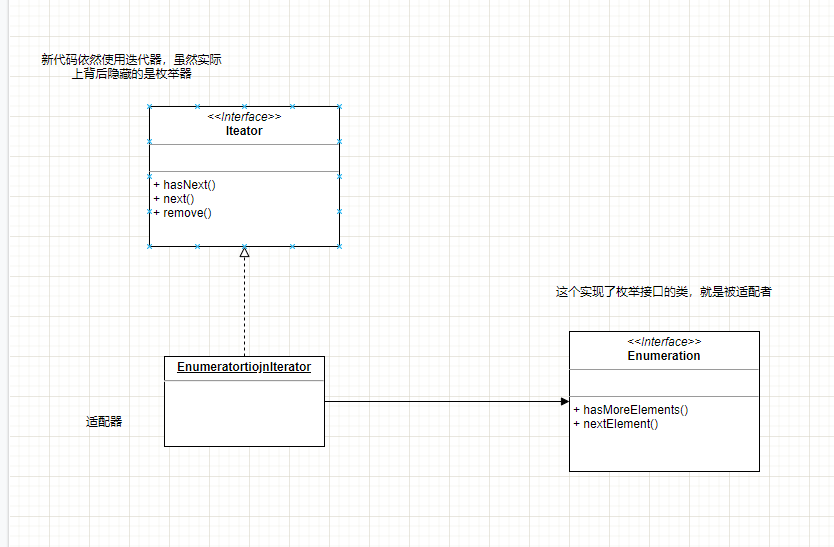 新代码依然使用迭代器，虽然实际
上背后隐藏的是枚举器
<<Interface>>
Iteator
+ hasNext()
+ next()
+ remove()
这个实现了枚举接口的类，就是被适配者
<<Interface>>
Enumeration
+ hasMoreElements()
+ nextElement()
EnumeratortiojnIterator
适配器